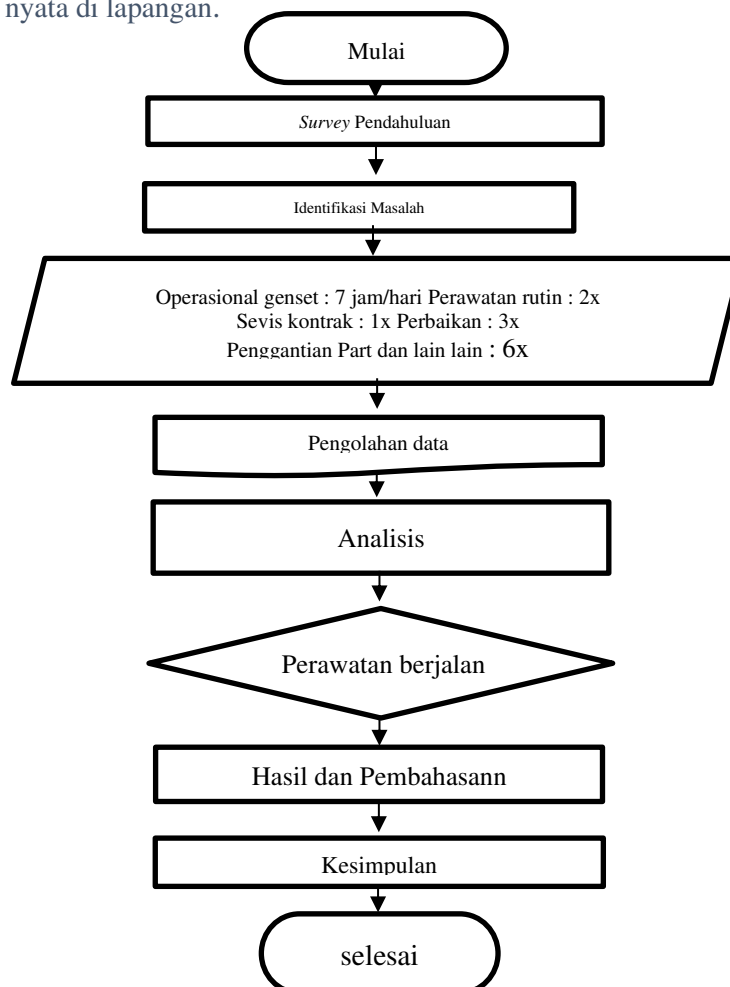 nyata di lapangan.
Mulai
Survey Pendahuluan
Identifikasi Masalah
Operasional genset : 7 jam/hari Perawatan rutin : 2x
Sevis kontrak : 1x Perbaikan : 3x
Penggantian Part dan lain lain : 6x
Pengolahan data
Analisis
Perawatan berjalan
Hasil dan Pembahasann
Kesimpulan
selesai